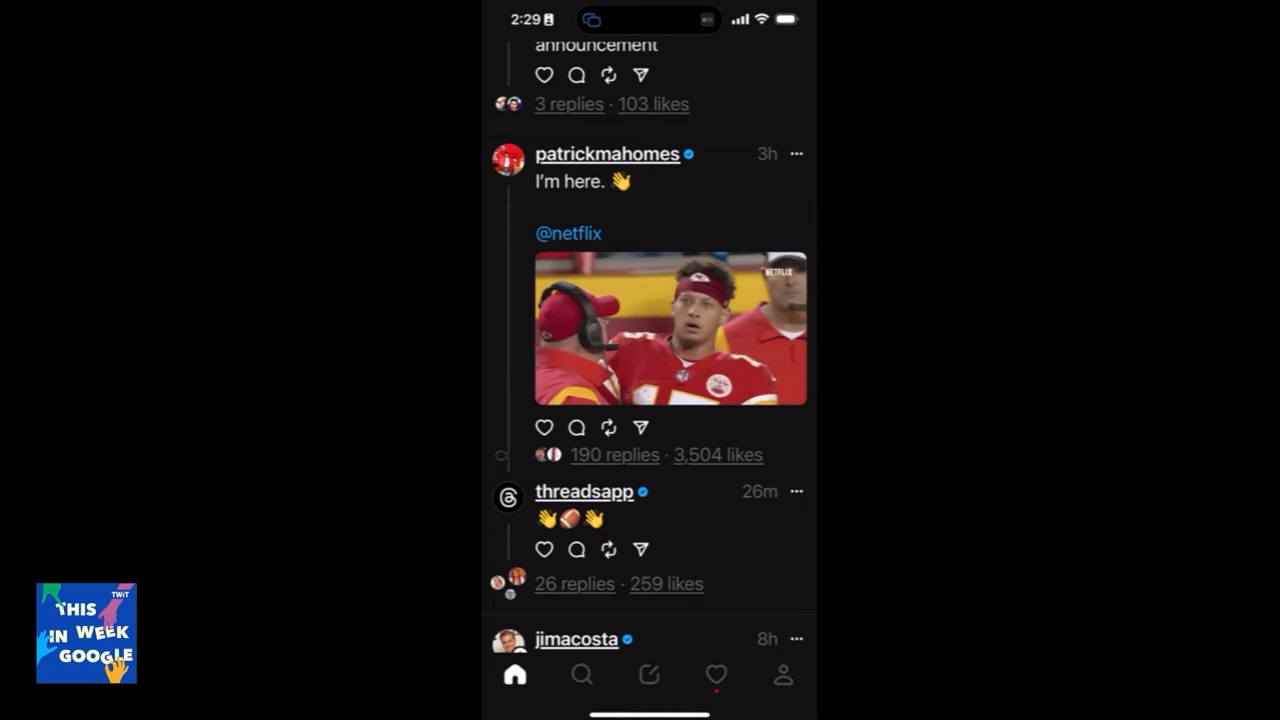 2:29
announcement
3 replies · 103 likes
patrickmahomes 3h
I'm here. 👋
@netflix
NETFLIX
190 replies · 3,504 likes
threadsapp 26m
👋🏈👋
26 replies · 259 likes
jimacosta 8h
TWiT
THIS
IN WEEK
GOOGLE